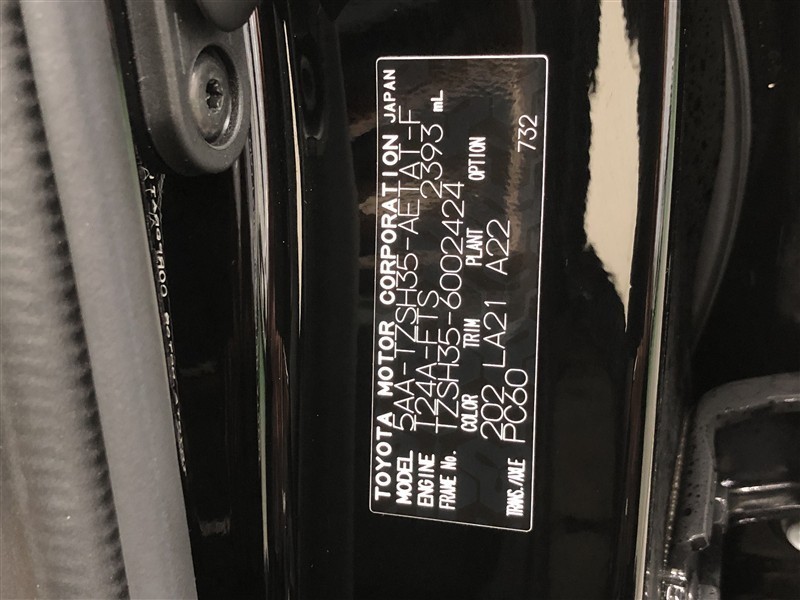 TOYOTA MOTOR CORPORATION JAPAN
MODEL 5AA-TZSH35-AETAT-F
ENGINE T24A-FTS 2393 mL
FRAME No. TZSH35-6002424
COLOR TRIM PLANT OPTION
202 LA21 A22
TRANS./AXLE PC60 732